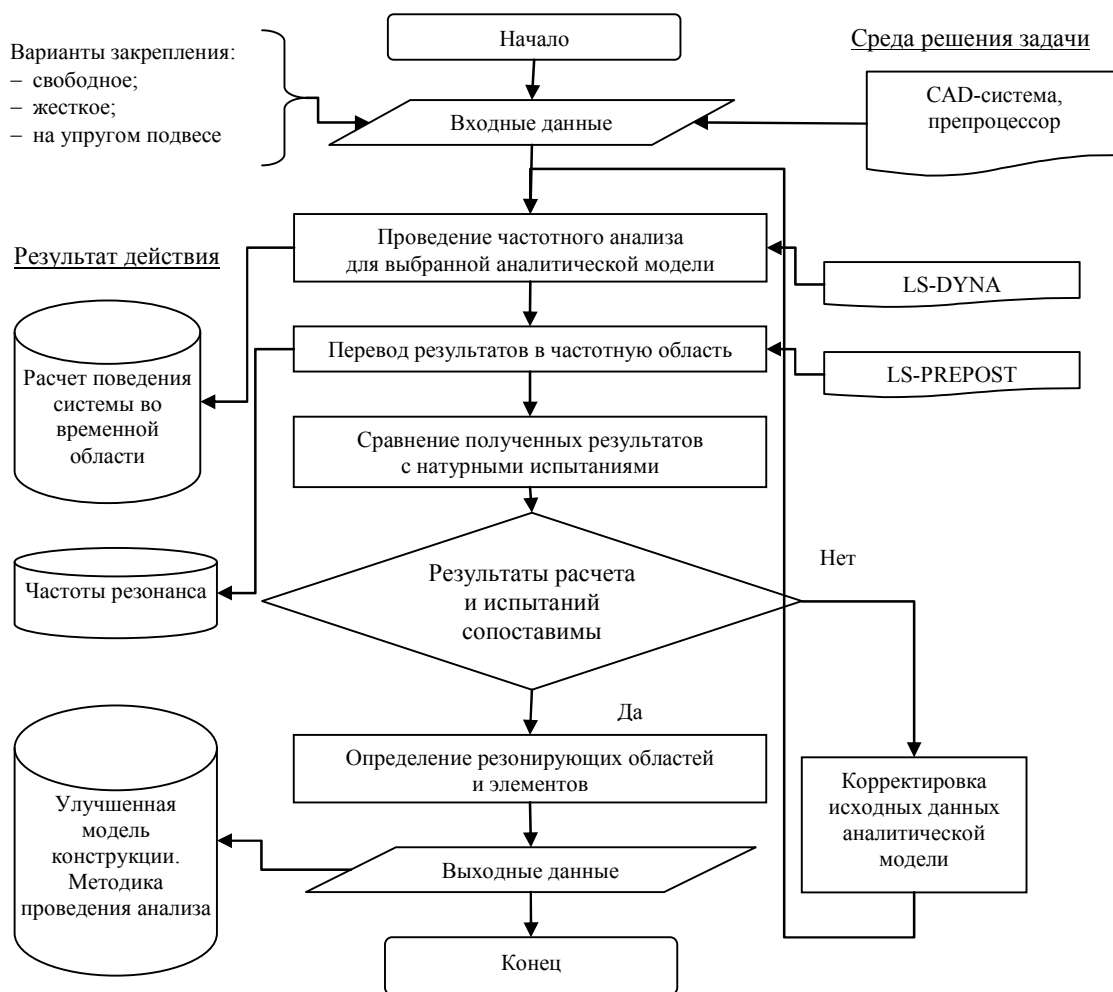 Начало
Среда решения задачи
Варианты закрепления:
– свободное;
– жесткое;
– на упругом подвесе
Входные данные
CAD-система,
препроцессор
Результат действия
Проведение частотного анализа
для выбранной аналитической модели
LS-DYNA
Расчет поведения
системы во
временной
области
Перевод результатов в частотную область
LS-PREPOST
Сравнение полученных результатов
с натурными испытаниями
Частоты резонанса
Результаты расчета
и испытаний
сопоставимы
Нет
Да
Определение резонирующих областей
и элементов
Корректировка
исходных данных
аналитической
модели
Улучшенная
модель
конструкции.
Методика
проведения анализа
Выходные данные
Конец